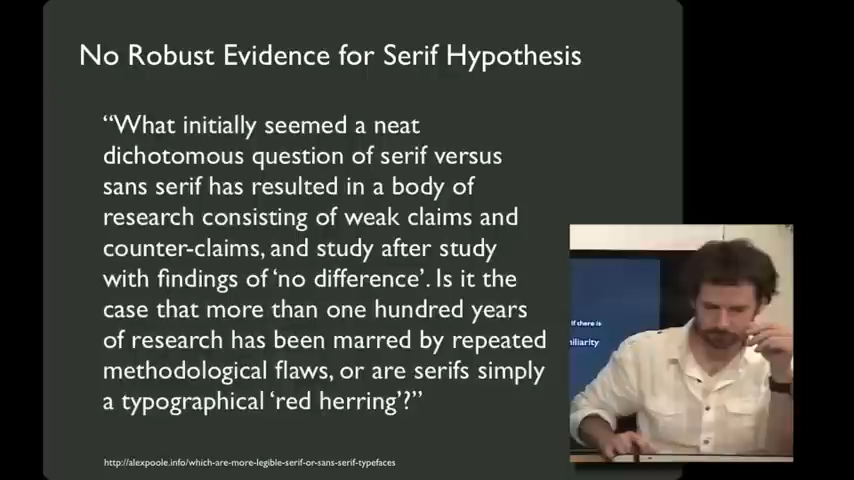 No Robust Evidence for Serif Hypothesis
“What initially seemed a neat
dichotomous question of serif versus
sans serif has resulted in a body of
research consisting of weak claims and
counter-claims, and study after study
with findings of ‘no difference’. Is it the
case that more than one hundred years
of research has been marred by repeated
methodological flaws, or are serifs simply
a typographical ‘red herring’?”
http://alexpoole.info/which-are-more-legible-serif-or-sans-serif-typefaces
if there is
iliarity